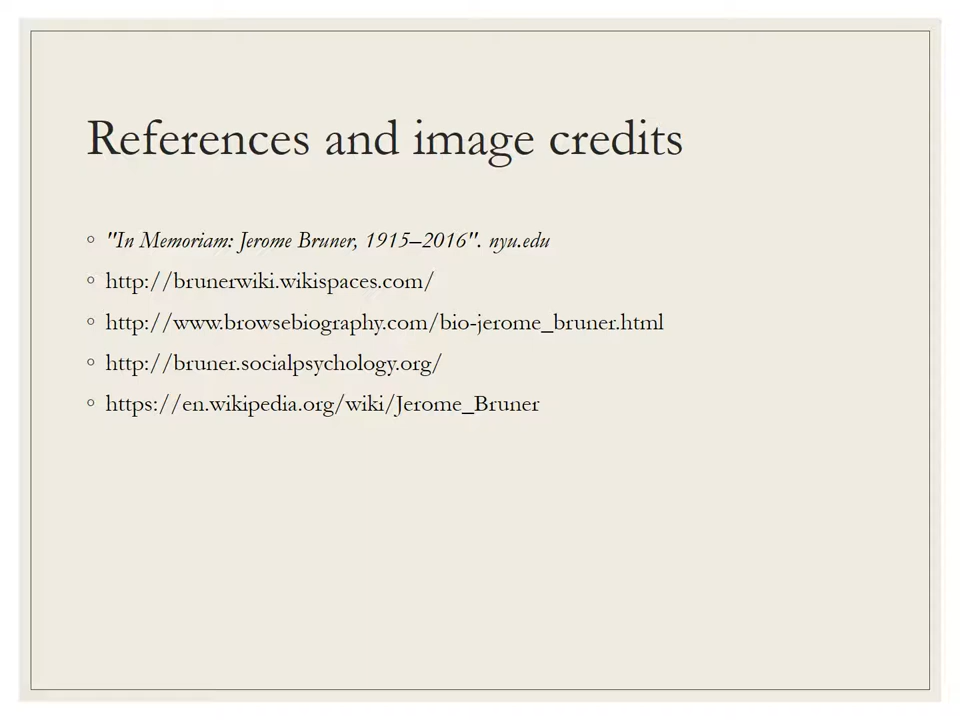 References and image credits
"In Memoriam: Jerome Bruner, 1915–2016". nyu.edu
http://brunerwiki.wikispaces.com/
http://www.browsebiography.com/bio-jerome_bruner.html
http://bruner.socialpsychology.org/
https://en.wikipedia.org/wiki/Jerome_Bruner